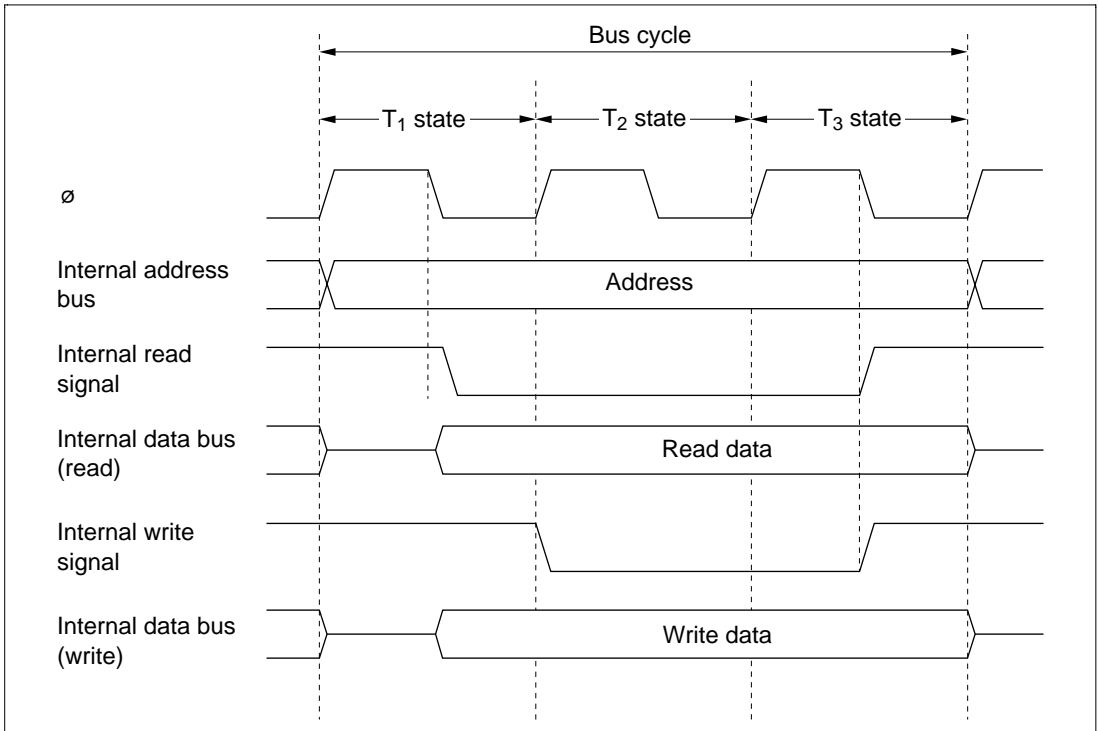 Bus cycle
T₁ state
T₂ state
T₃ state
ø
Internal address
bus
Address
Internal read
signal
Internal data bus
(read)
Read data
Internal write
signal
Internal data bus
(write)
Write data